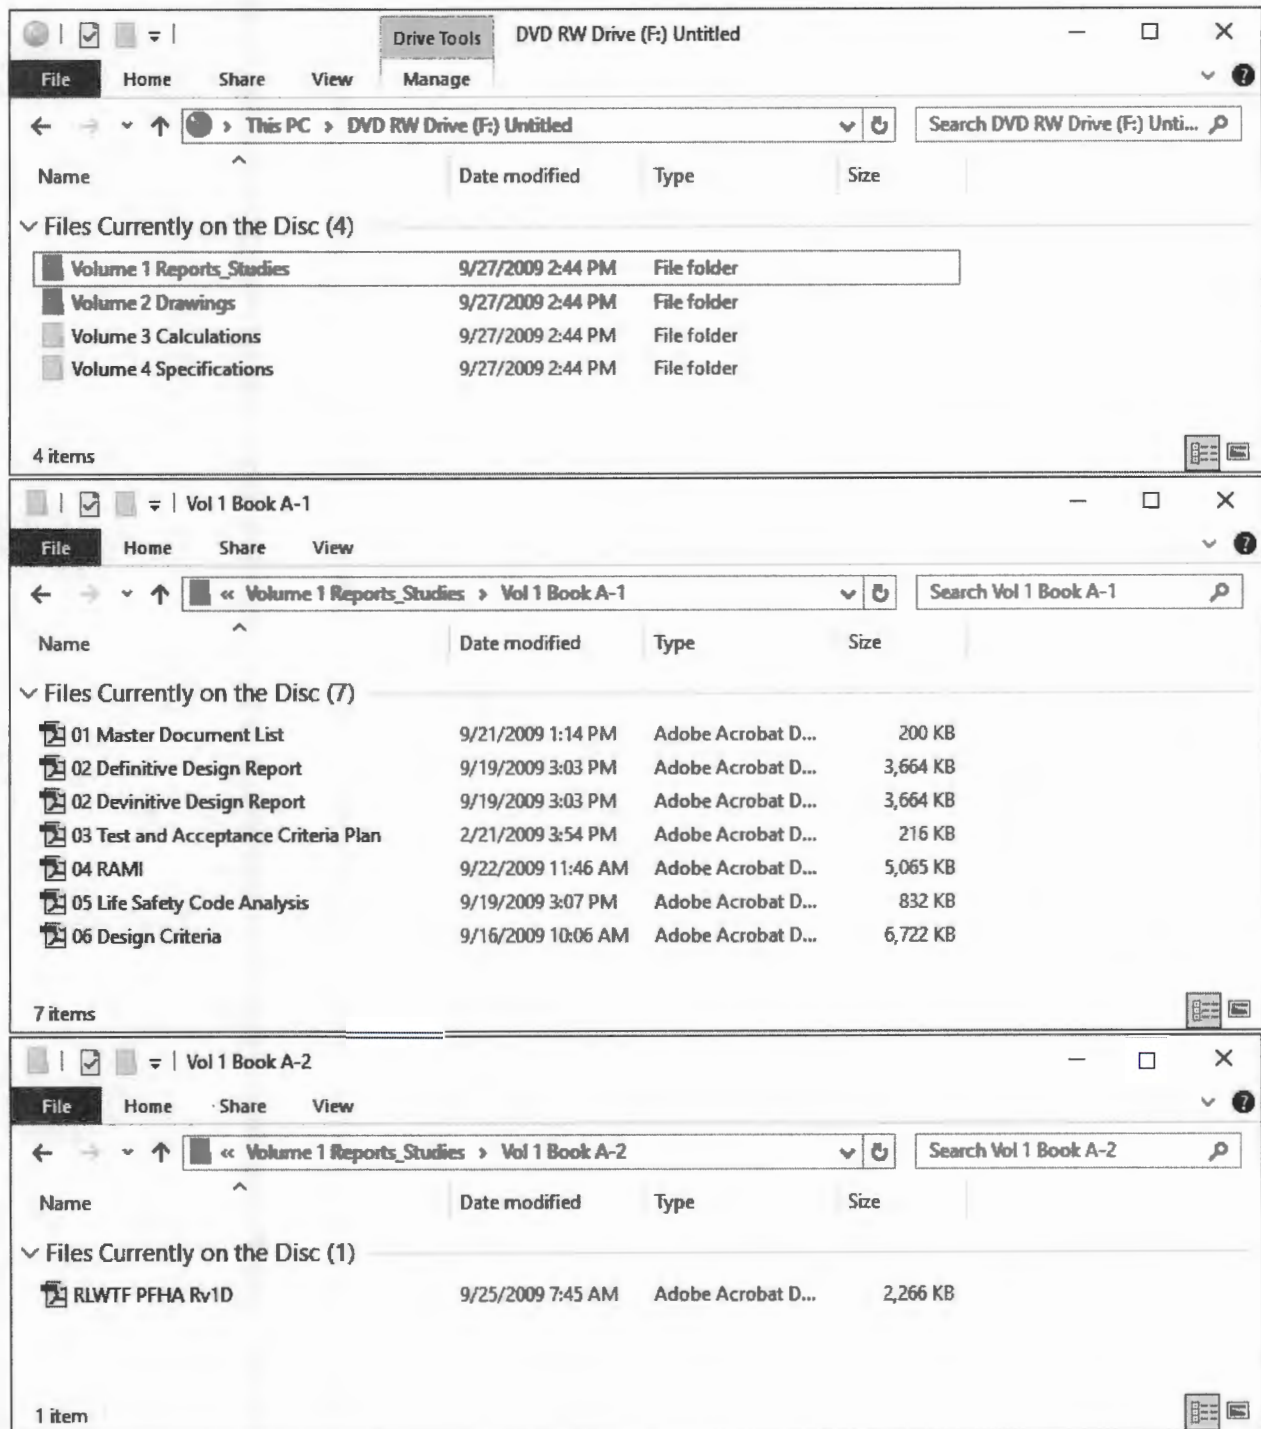 Drive Tools DVD RW Drive (F:) Untitled
File Home Share View Manage
This PC > DVD RW Drive (F:) Untitled Search DVD RW Drive (F:) Unti...
Name Date modified Type Size
Files Currently on the Disc (4)
Volume 1 Reports_Studies 9/27/2009 2:44 PM File folder
Volume 2 Drawings 9/27/2009 2:44 PM File folder
Volume 3 Calculations 9/27/2009 2:44 PM File folder
Volume 4 Specifications 9/27/2009 2:44 PM File folder
4 items
Vol 1 Book A-1
File Home Share View
« Volume 1 Reports_Studies > Vol 1 Book A-1 Search Vol 1 Book A-1
Name Date modified Type Size
Files Currently on the Disc (7)
01 Master Document List 9/21/2009 1:14 PM Adobe Acrobat D... 200 KB
02 Definitive Design Report 9/19/2009 3:03 PM Adobe Acrobat D... 3,664 KB
02 Devinitive Design Report 9/19/2009 3:03 PM Adobe Acrobat D... 3,664 KB
03 Test and Acceptance Criteria Plan 2/21/2009 3:54 PM Adobe Acrobat D... 216 KB
04 RAMI 9/22/2009 11:46 AM Adobe Acrobat D... 5,065 KB
05 Life Safety Code Analysis 9/19/2009 3:07 PM Adobe Acrobat D... 832 KB
06 Design Criteria 9/16/2009 10:06 AM Adobe Acrobat D... 6,722 KB
7 items
Vol 1 Book A-2
File Home Share View
« Volume 1 Reports_Studies > Vol 1 Book A-2 Search Vol 1 Book A-2
Name Date modified Type Size
Files Currently on the Disc (1)
RLWTF PFHA Rv1D 9/25/2009 7:45 AM Adobe Acrobat D... 2,266 KB
1 item